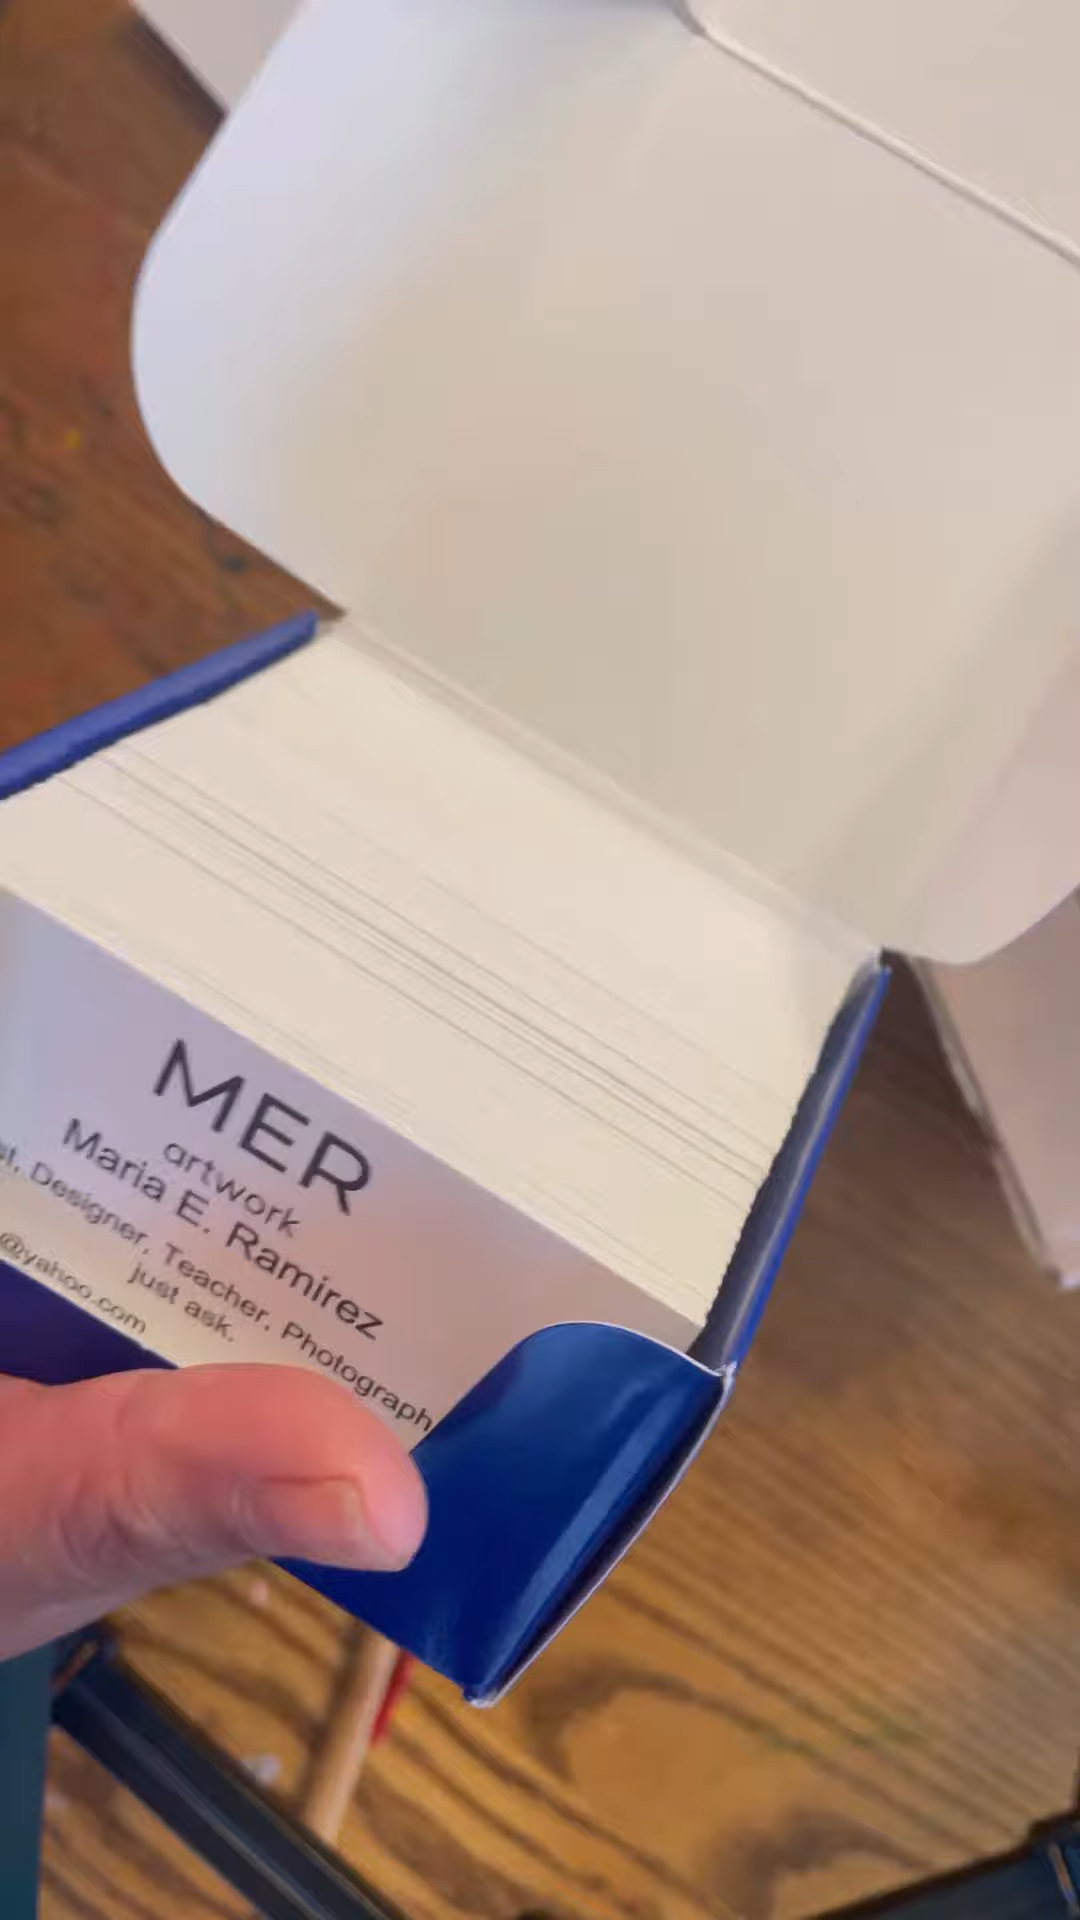 MER
artwork
Maria E. Ramirez
Designer, Teacher, Photograph
just ask.
@yahoo.com